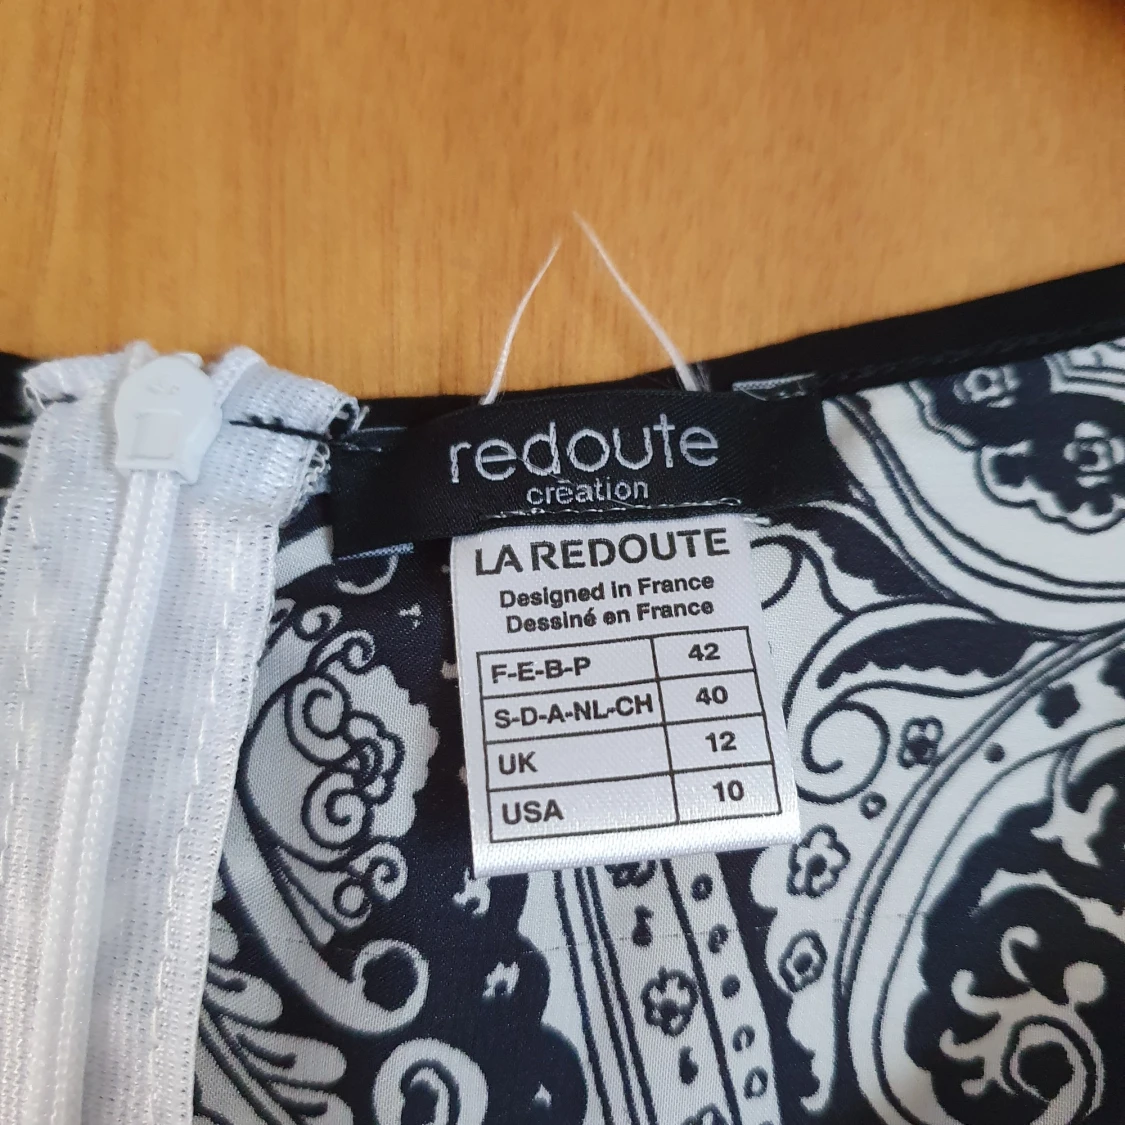 redoute
création
LA REDOUTE
Designed in France
Dessiné en France
F-E-B-P 42
S-D-A-NL-CH 40
UK 12
USA 10